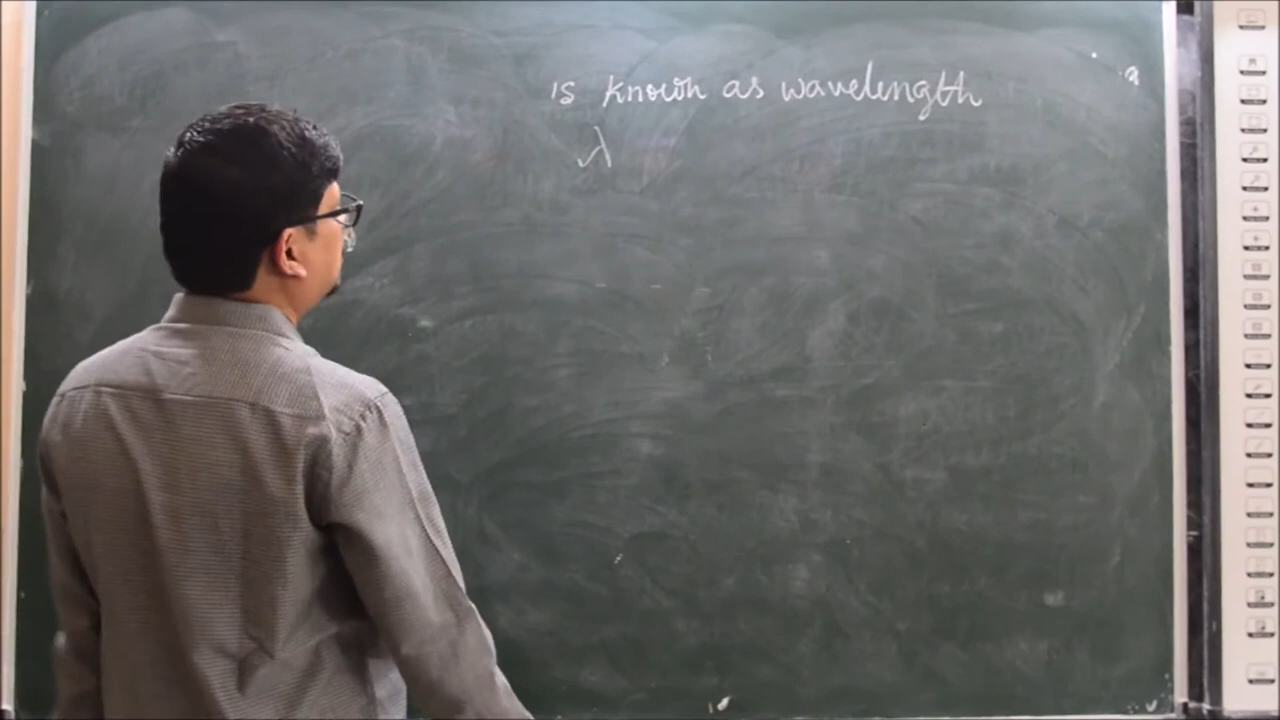 is known as wavelength
λ